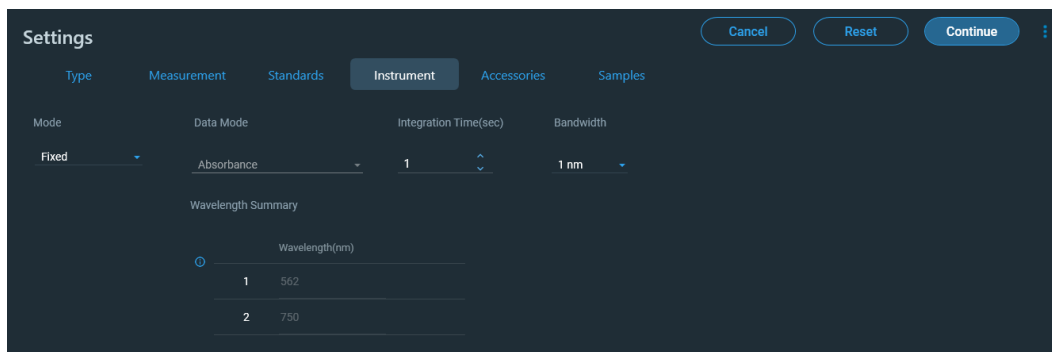 Settings
Cancel
Reset
Continue
Type
Measurement
Standards
Instrument
Accessories
Samples
Mode
Data Mode
Integration Time(sec)
Bandwidth
Fixed
Absorbance
1
1 nm
Wavelength Summary
Wavelength(nm)
1 562
2 750